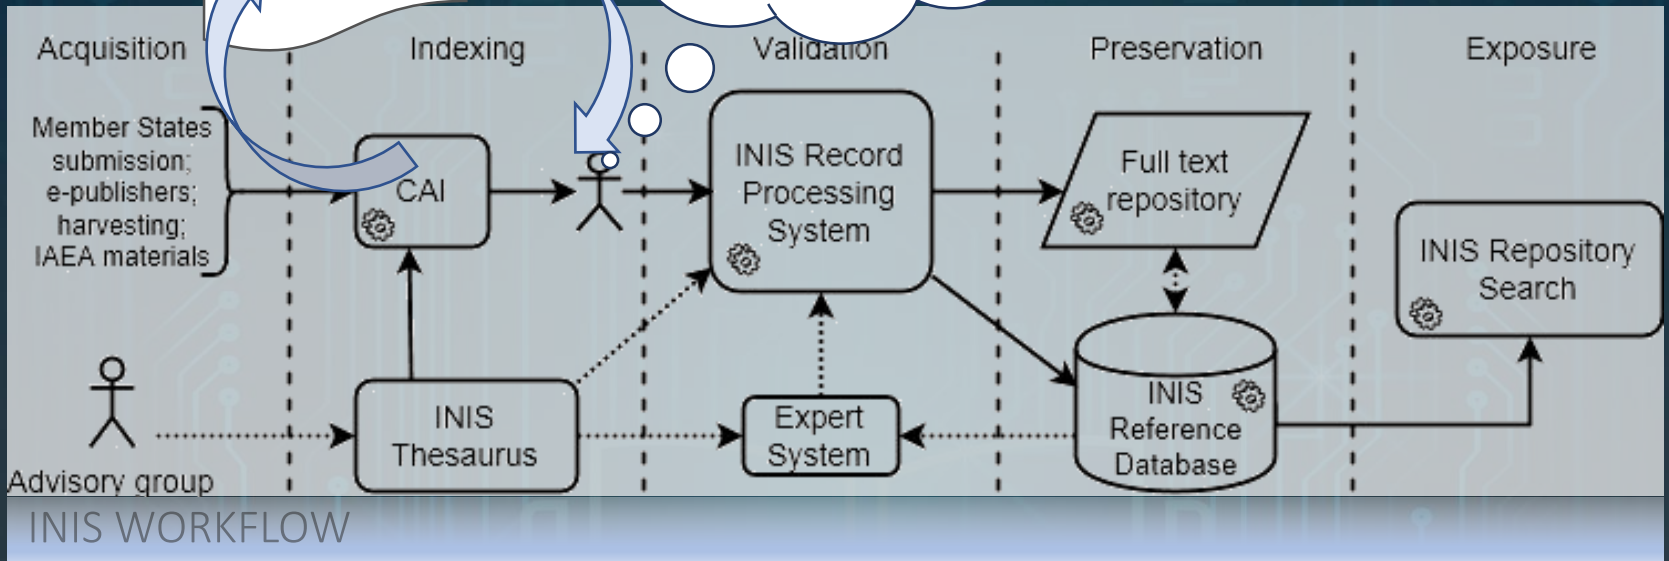 Acquisition
Indexing
Validation
Preservation
Exposure
Member States
submission;
e-publishers;
harvesting;
IAEA materials
CAI
INIS Record
Processing
System
Full text
repository
INIS Repository
Search
Advisory group
INIS
Thesaurus
Expert
System
INIS
Reference
Database
INIS WORKFLOW